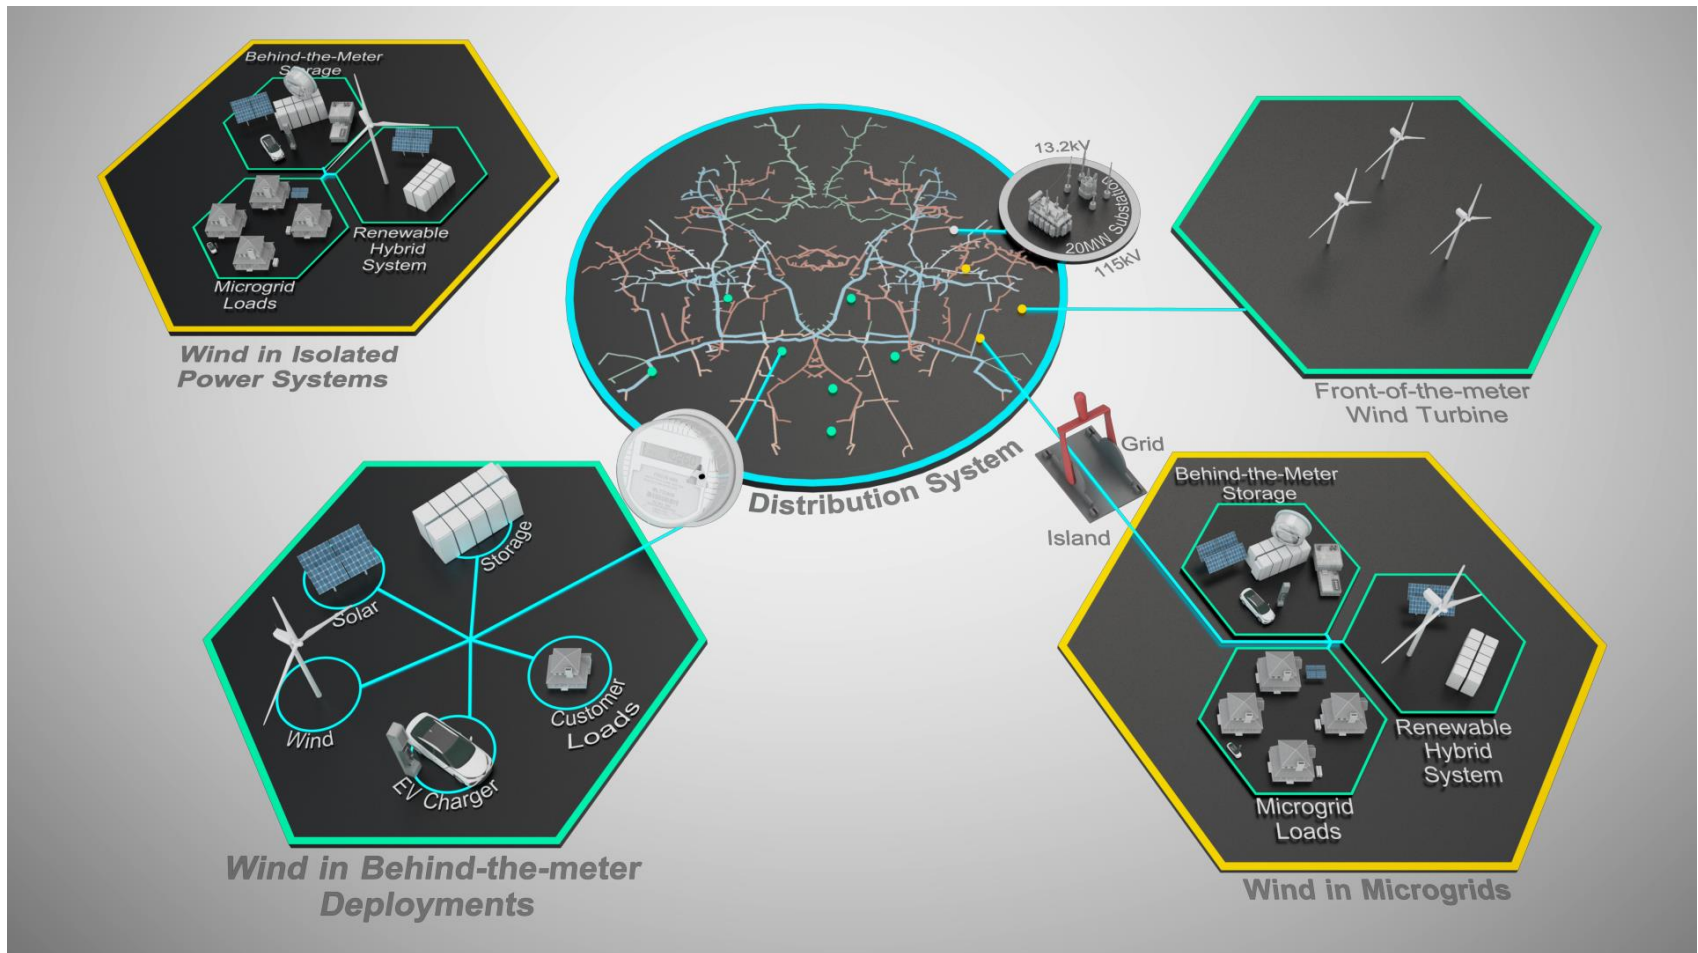 Behind-the-Meter
Storage
Renewable
Hybrid
System
Microgrid
Loads
Wind in Isolated
Power Systems
13.2kV
20MW Substation
115kV
Distribution System
Front-of-the-meter
Wind Turbine
Grid
Island
Storage
Solar
Wind
Customer
Loads
EV Charger
Wind in Behind-the-meter
Deployments
Behind-the-Meter
Storage
Renewable
Hybrid
System
Microgrid
Loads
Wind in Microgrids